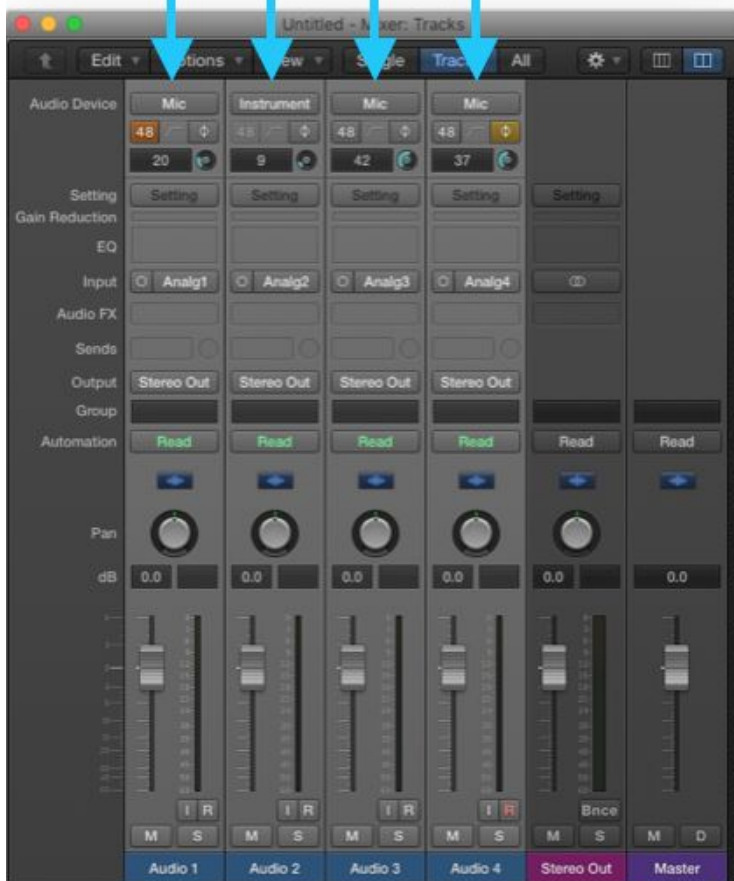 Untitled - Mixer: Tracks
Edit Options View Single Tracks All
Audio Device Mic Instrument Mic Mic
48 48 48 48
20 9 42 37
Setting Setting Setting Setting Setting Setting
Gain Reduction
EQ
Input Analg1 Analg2 Analg3 Analg4
Audio FX
Sends
Output Stereo Out Stereo Out Stereo Out Stereo Out
Group
Automation Read Read Read Read Read Read
Pan
dB 0.0 0.0 0.0 0.0 0.0 0.0
I R I R I R I R Bnce
M S M S M S M S M S M D
Audio 1 Audio 2 Audio 3 Audio 4 Stereo Out Master